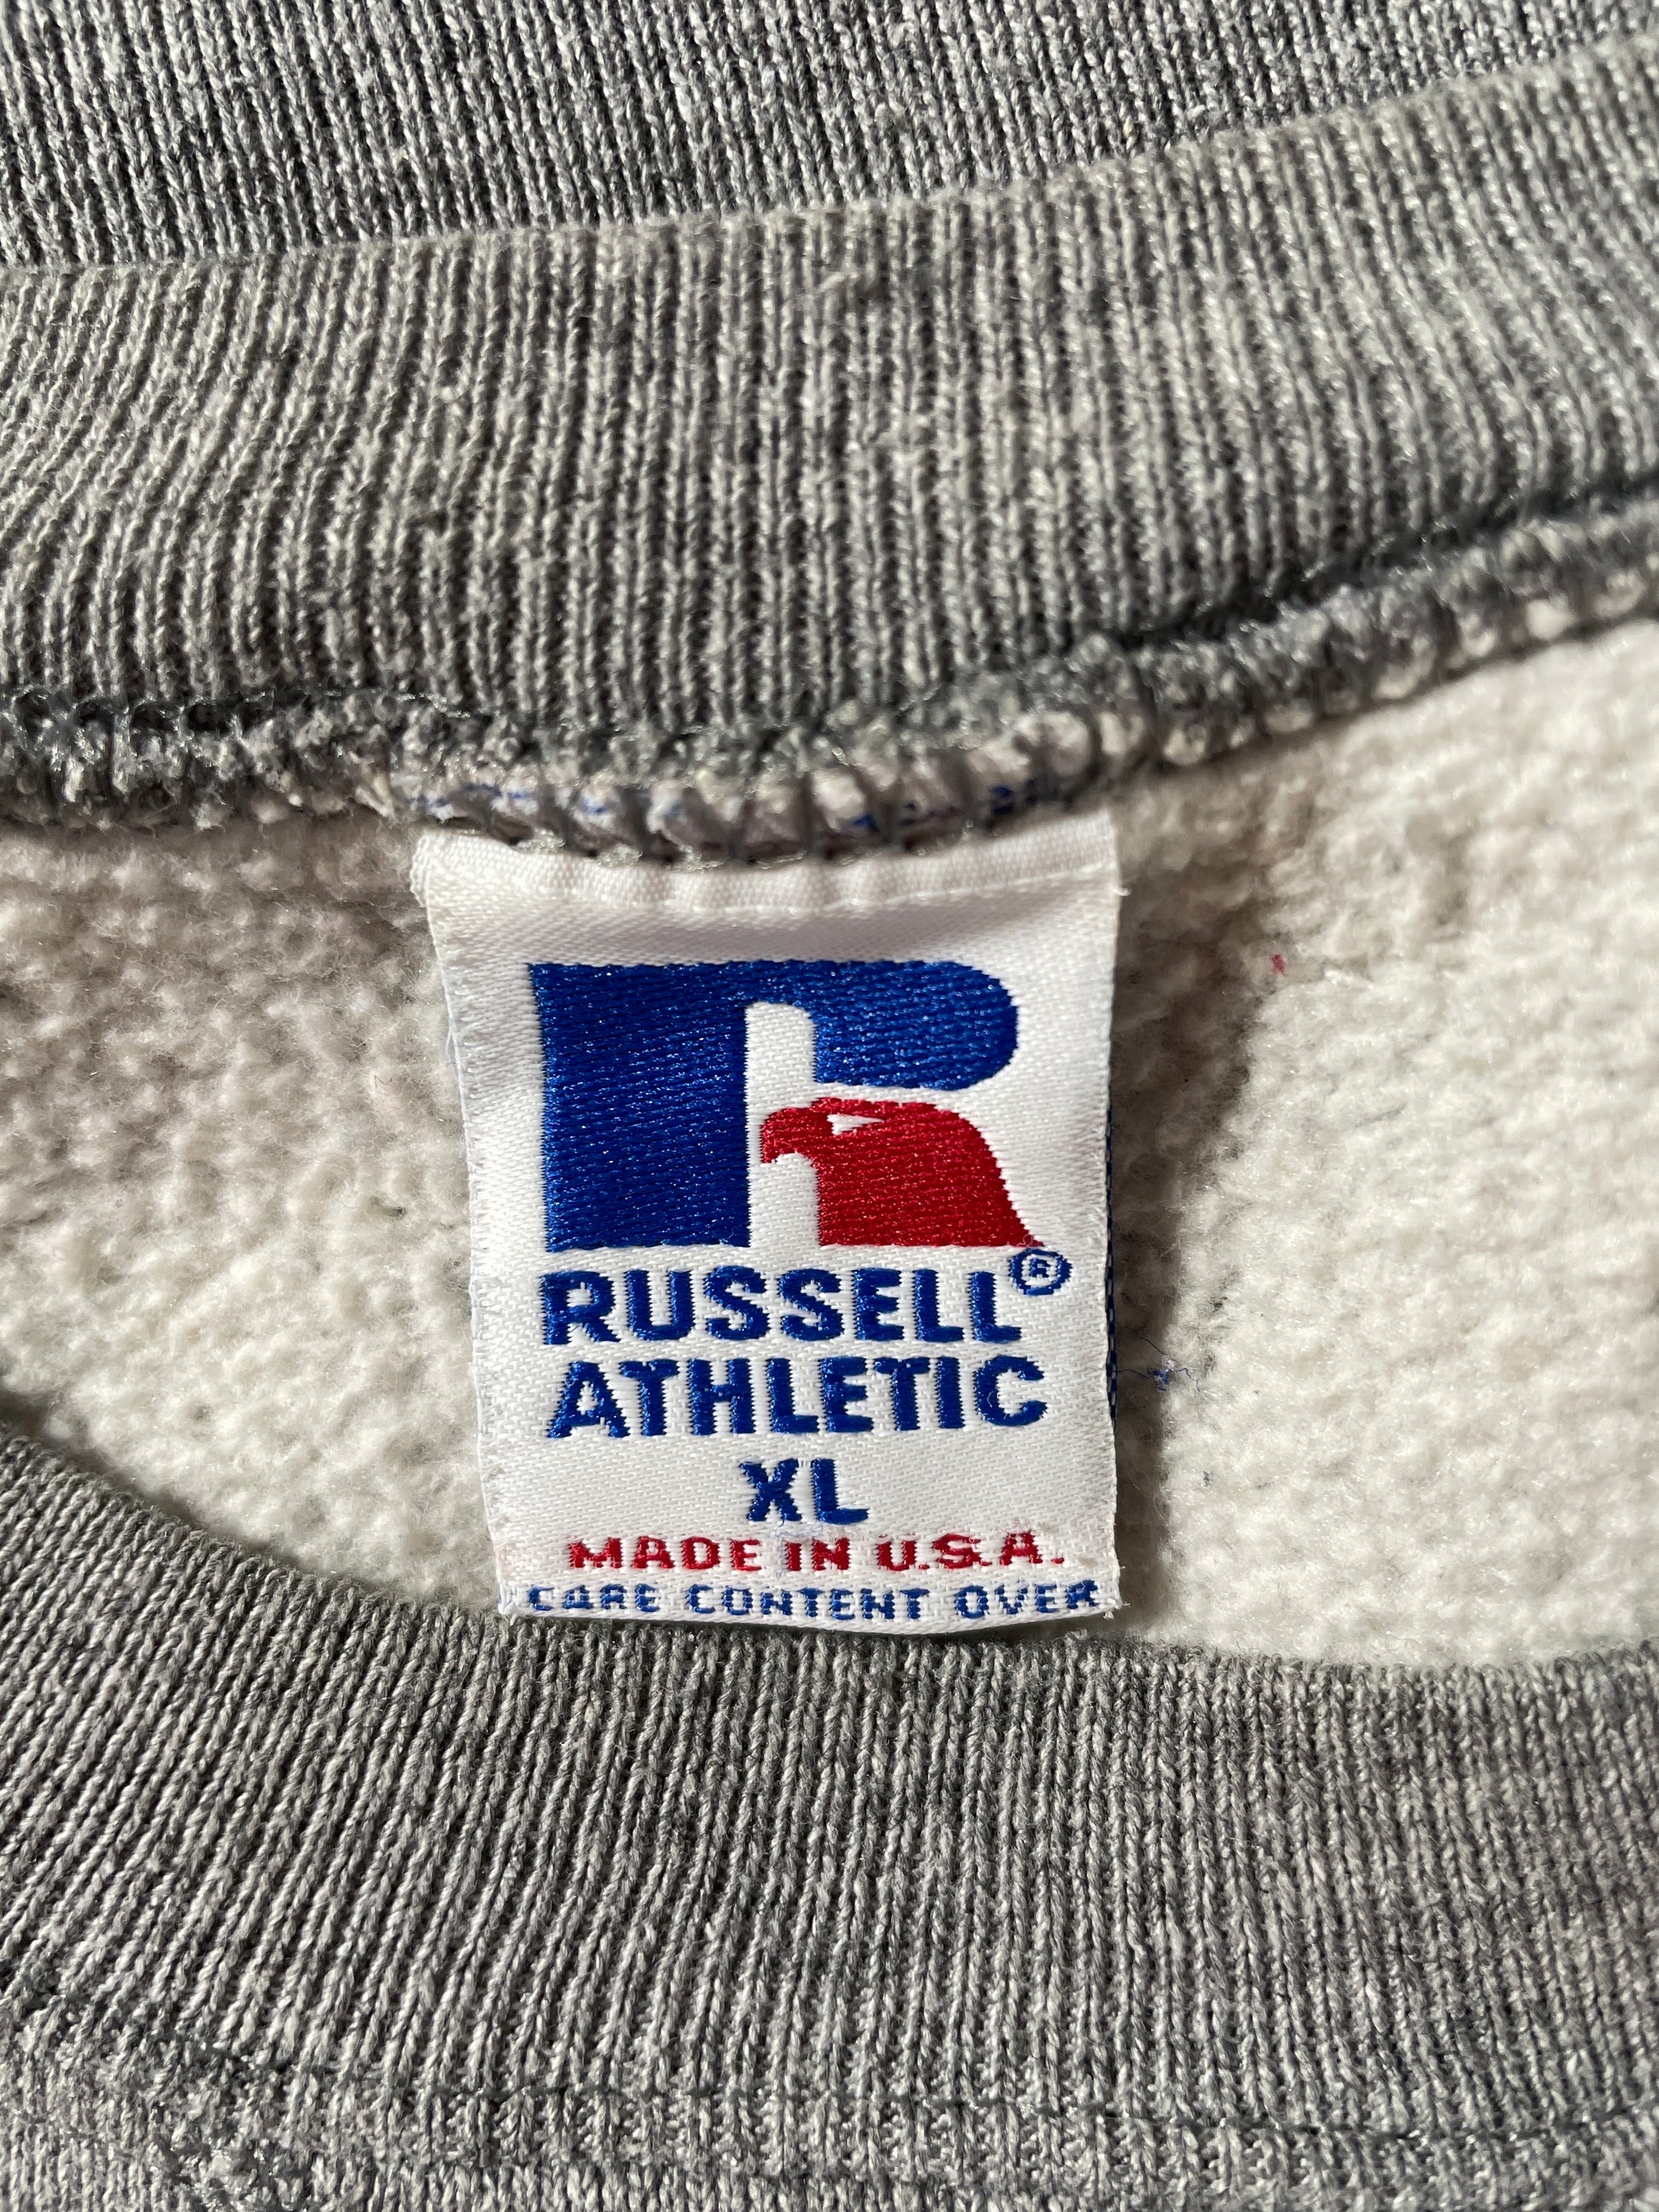 R
RUSSELL®
ATHLETIC
XL
MADE IN U.S.A.
CARE CONTENT OVER